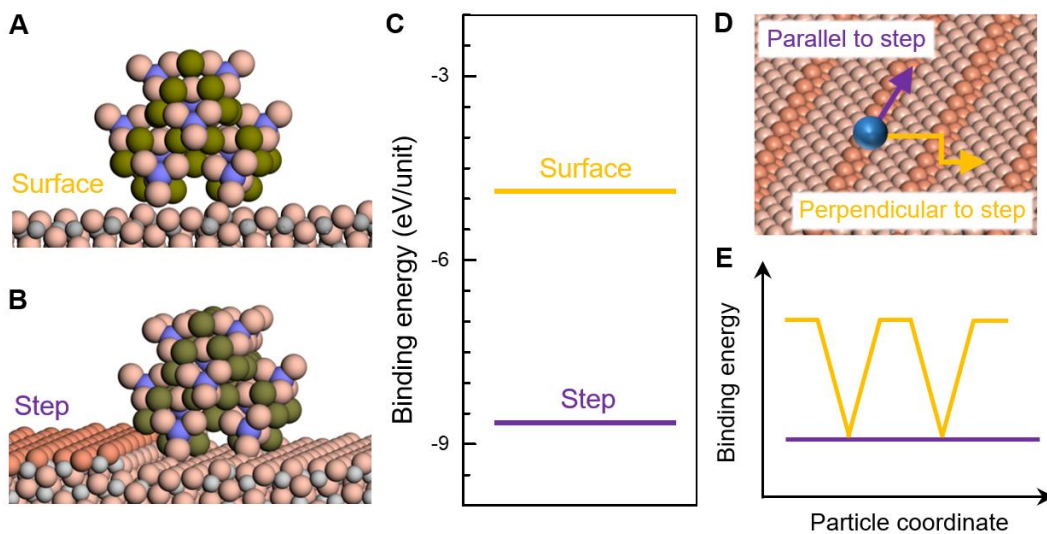 A
Surface
B
Step
C
Binding energy (eV/unit)
-3
-6
-9
Surface
Step
D
Parallel to step
Perpendicular to step
E
Binding energy
Particle coordinate